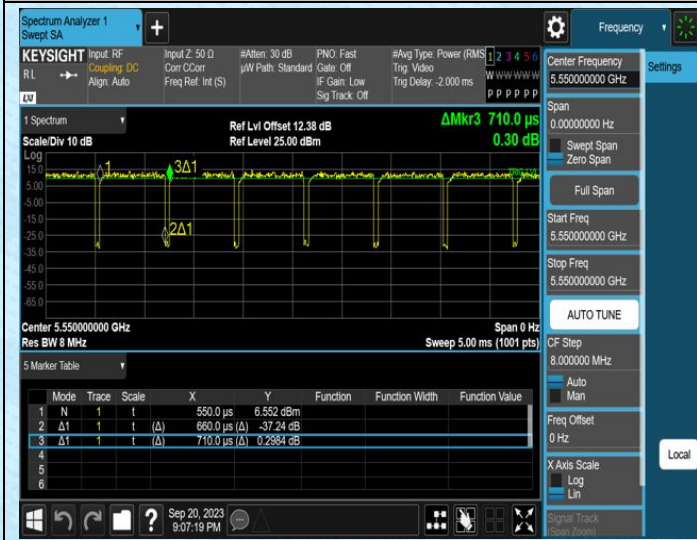 Spectrum Analyzer 1
Swept SA
Frequency
KEYSIGHT
RL
LXI
Input: RF
Coupling: DC
Align: Auto
Input Z: 50 Ω
Corr CCorr
Freq Ref: Int (S)
#Atten: 30 dB
µW Path: Standard
PNO: Fast
Gate: Off
IF Gain: Low
Sig Track: Off
#Avg Type: Power (RMS
Trig: Video
Trig Delay: -2.000 ms
1 2 3 4 5 6
W W W W W W
P P P P P P
1 Spectrum
Scale/Div 10 dB
Log
Ref Lvl Offset 12.38 dB
Ref Level 25.00 dBm
ΔMkr3 710.0 µs
0.30 dB
15.0
5.00
-5.00
-15.0
-25.0
-35.0
-45.0
-55.0
-65.0
1
3Δ1
2Δ1
TRIG LVL
Center 5.550000000 GHz
Res BW 8 MHz
Span 0 Hz
Sweep 5.00 ms (1001 pts)
5 Marker Table
Mode Trace Scale X Y Function Function Width Function Value
1 N 1 t 550.0 µs 6.552 dBm
2 Δ1 1 t (Δ) 660.0 µs (Δ) -37.24 dB
3 Δ1 1 t (Δ) 710.0 µs (Δ) 0.2984 dB
4
5
6
?
Sep 20, 2023
9:07:19 PM
Center Frequency
5.550000000 GHz
Span
0.00000000 Hz
Swept Span
Zero Span
Full Span
Start Freq
5.550000000 GHz
Stop Freq
5.550000000 GHz
AUTO TUNE
CF Step
8.000000 MHz
Auto
Man
Freq Offset
0 Hz
X Axis Scale
Log
Lin
Signal Track
(Span Zoom)
Settings
Local